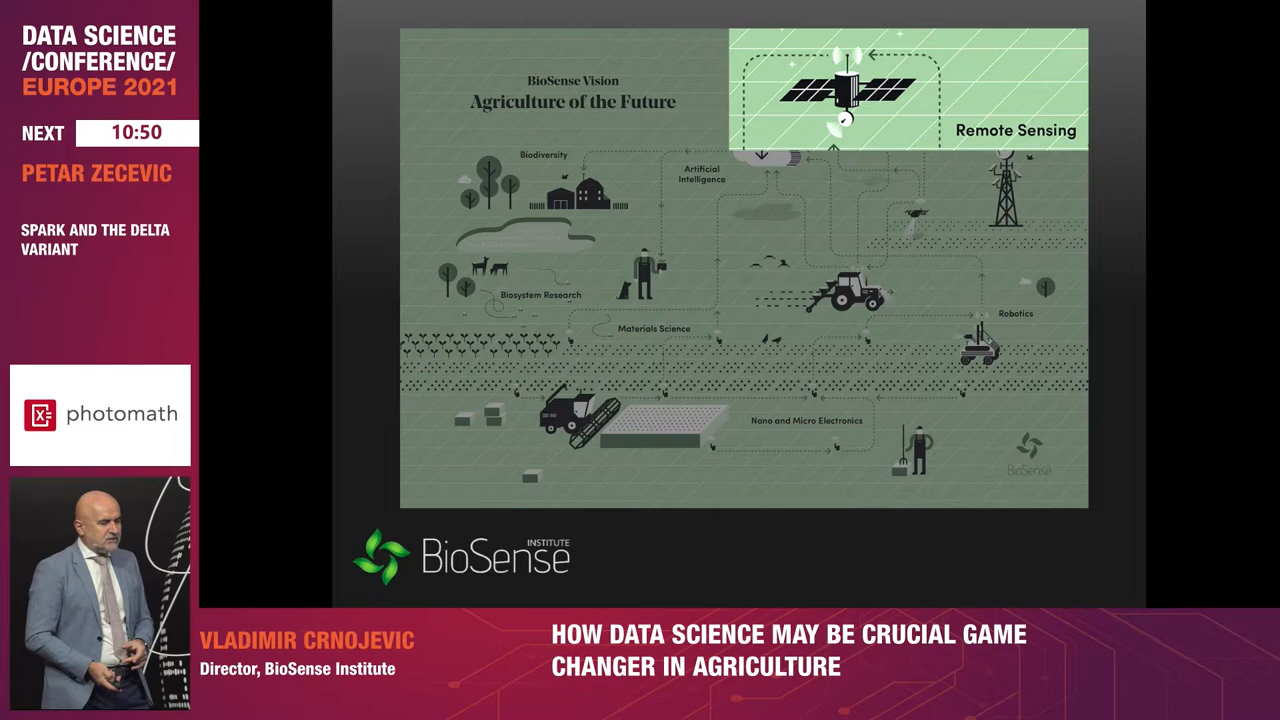 DATA SCIENCE
/CONFERENCE/
EUROPE 2021
NEXT 10:50
PETAR ZECEVIC
SPARK AND THE DELTA
VARIANT
photomath
BioSense Vision
Agriculture of the Future
Remote Sensing
Biodiversity
Artificial
Intelligence
Biosystem Research
Materials Science
Robotics
Nano and Micro Electronics
BioSense
INSTITUTE
BioSense
VLADIMIR CRNOJEVIC
Director, BioSense Institute
HOW DATA SCIENCE MAY BE CRUCIAL GAME
CHANGER IN AGRICULTURE